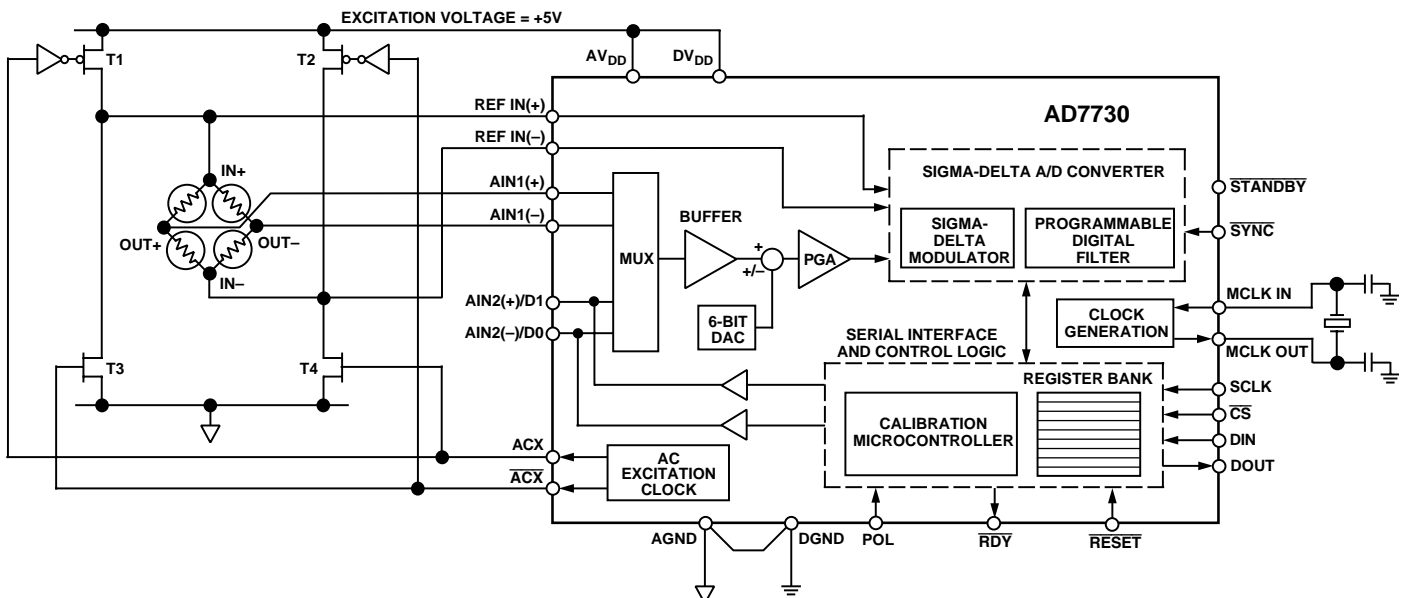 EXCITATION VOLTAGE = +5V
T1
T2
AVDD
DVDD
AD7730
REF IN(+)
REF IN(–)
AIN1(+)
AIN1(–)
IN+
OUT+
OUT–
IN–
AIN2(+)/D1
AIN2(–)/D0
MUX
BUFFER
+
+/–
PGA
6-BIT
DAC
SIGMA-DELTA A/D CONVERTER
SIGMA-
DELTA
MODULATOR
PROGRAMMABLE
DIGITAL
FILTER
STANDBY
SYNC
MCLK IN
CLOCK
GENERATION
MCLK OUT
SERIAL INTERFACE
AND CONTROL LOGIC
REGISTER BANK
CALIBRATION
MICROCONTROLLER
SCLK
CS
DIN
DOUT
T3
T4
ACX
ACX
AC
EXCITATION
CLOCK
AGND
DGND
POL
RDY
RESET